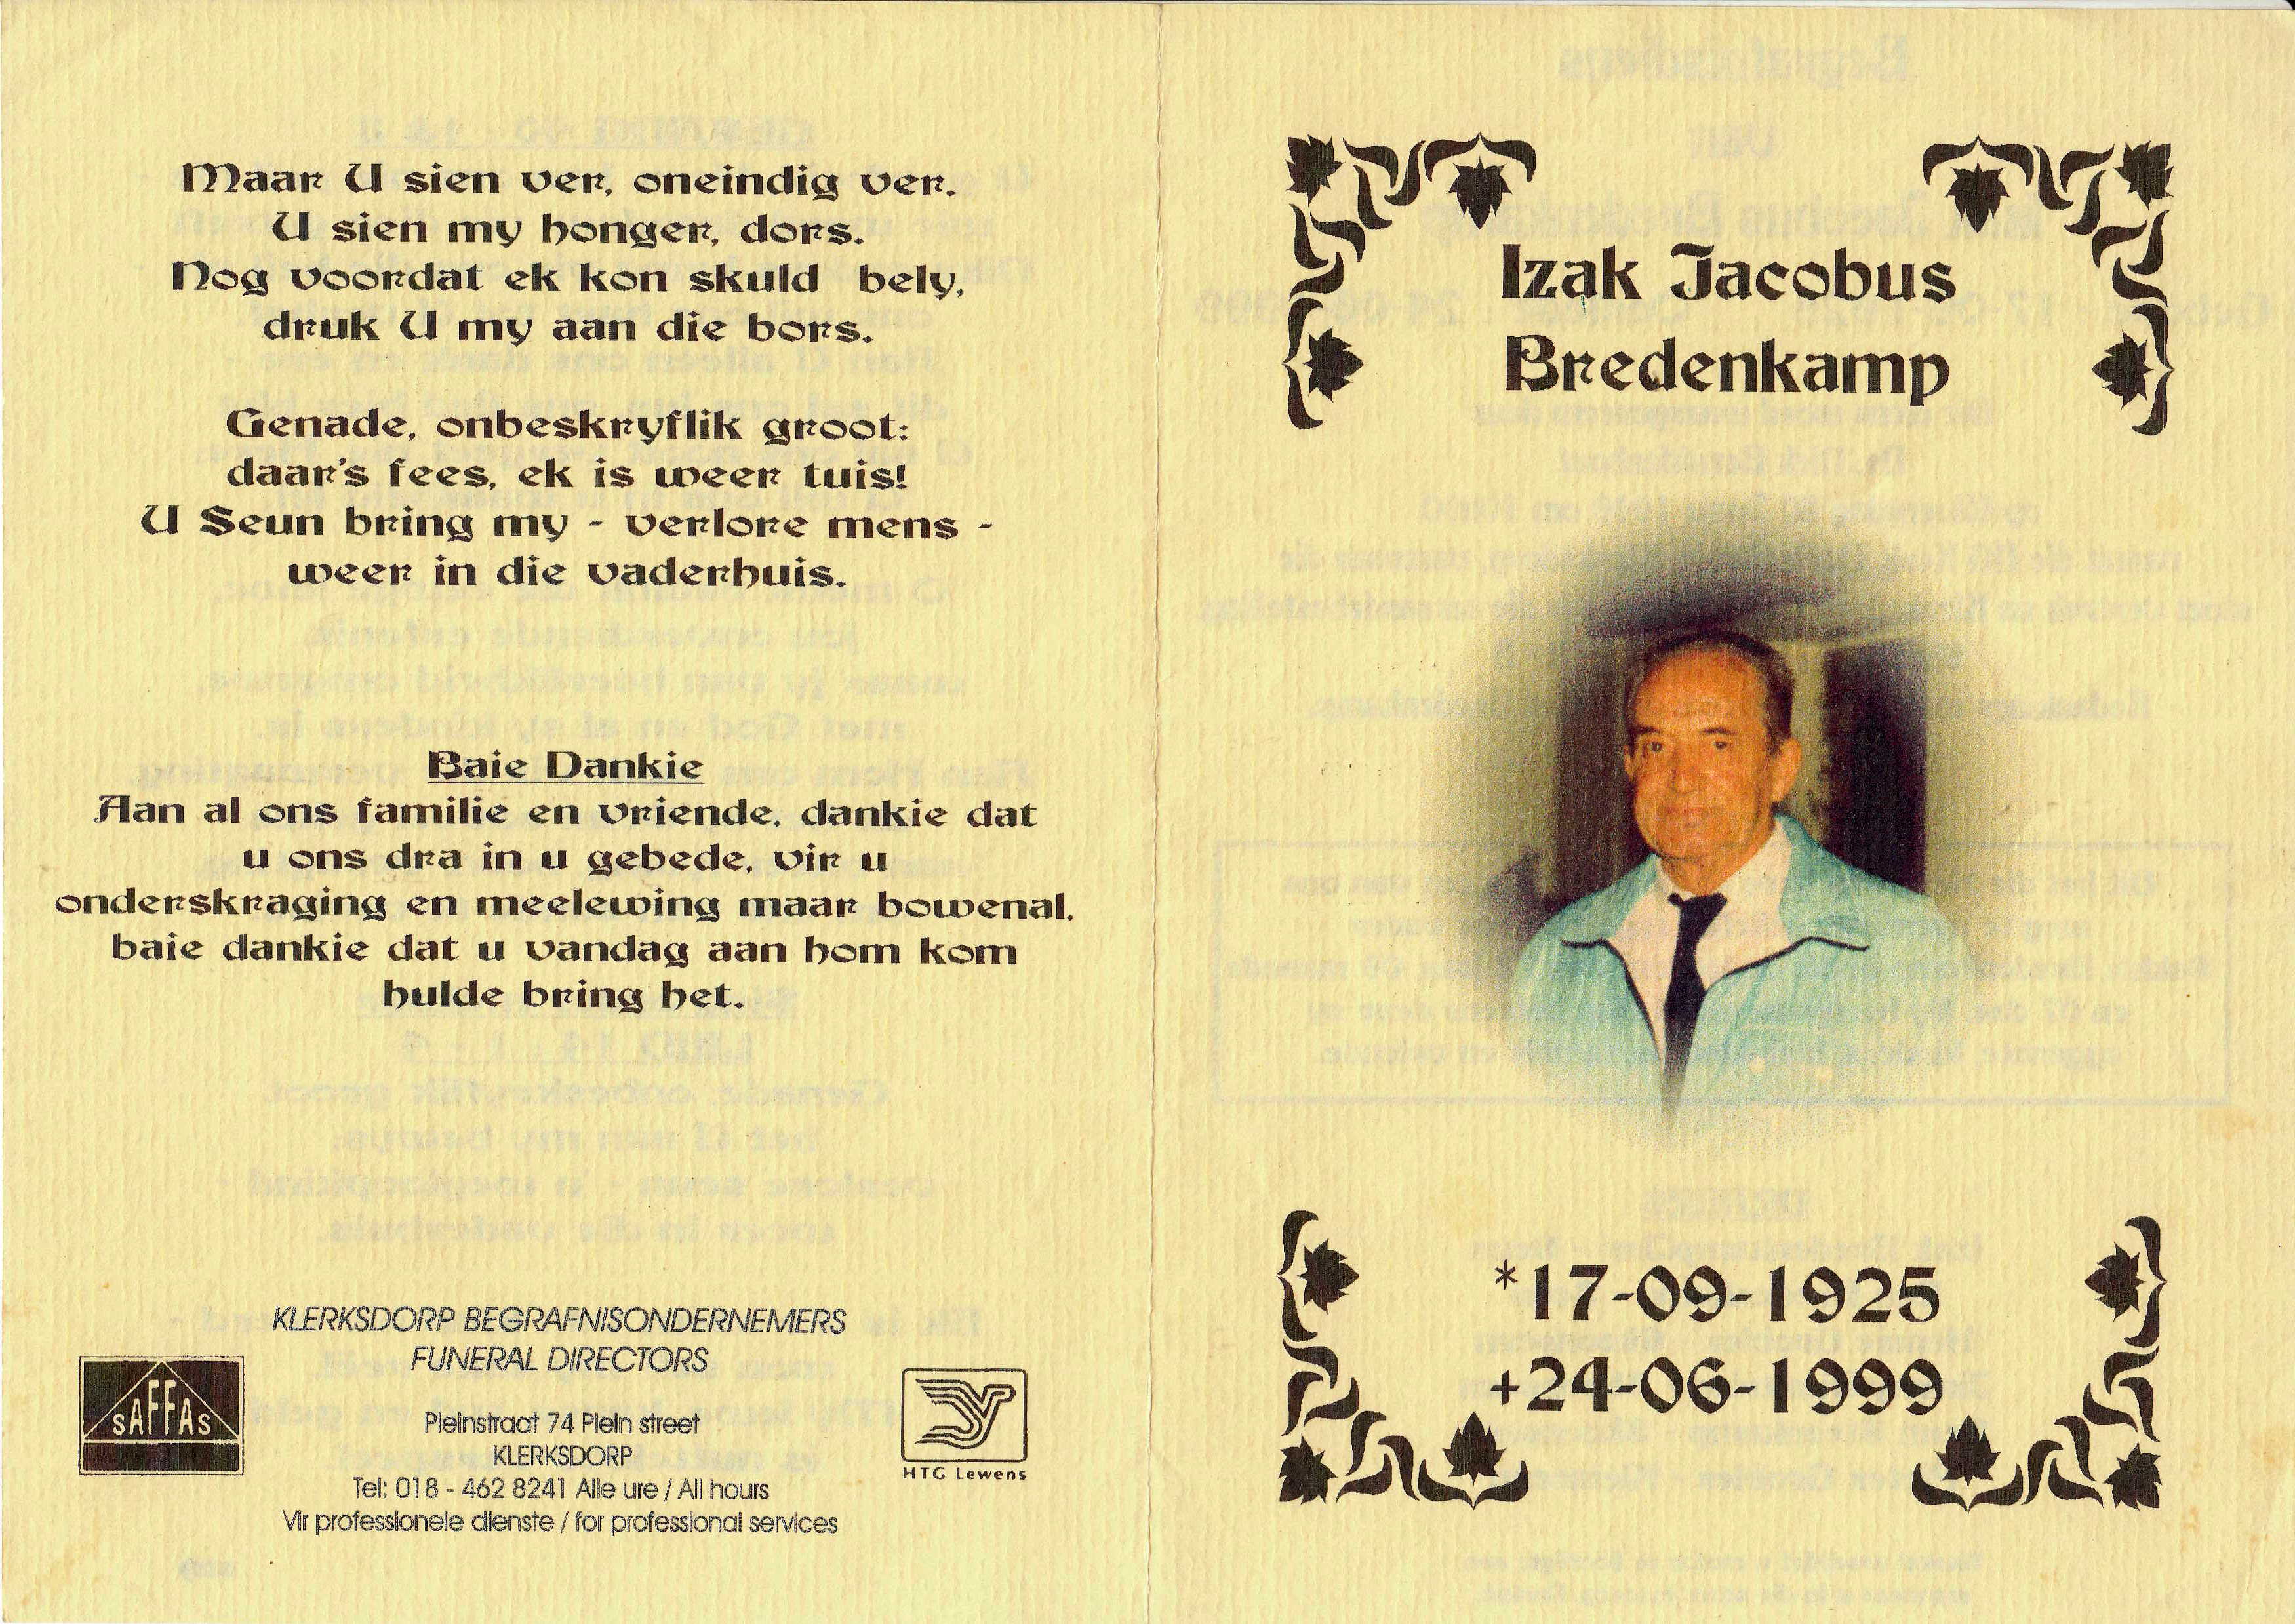 Maar U sien ver, oneindig ver.
U sien my honger, dors.
Nog voordat ek kon skuld bely,
druk U my aan die bors.
Genade, onbeskryflik groot:
daar's fees, ek is weer tuis!
U Seun bring my - verlore mens -
weer in die vaderhuis.
Baie Dankie
Aan al ons familie en vriende, dankie dat
u ons dra in u gebede, vir u
onderskraging en meelewing maar bowenal,
baie dankie dat u vandag aan hom kom
hulde bring het.
KLERKSDORP BEGRAFNISONDERNEMERS
FUNERAL DIRECTORS
SAFFAS
Pleinstraat 74 Plein street
KLERKSDORP
Tel: 018 - 462 8241 Alle ure / All hours
Vir professionele dienste / for professional services
HTG Lewens
Izak Jacobus
Bredenkamp
*17-09-1925
+24-06-1999